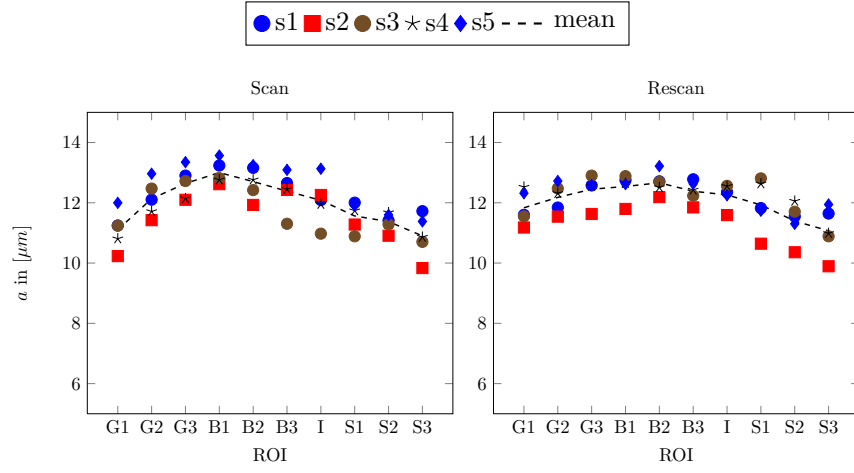 s1 s2 s3 s4 s5 mean
Scan
Rescan
14
12
10
8
6
a in [μm]
G1 G2 G3 B1 B2 B3 I S1 S2 S3
ROI
14
12
10
8
6
G1 G2 G3 B1 B2 B3 I S1 S2 S3
ROI